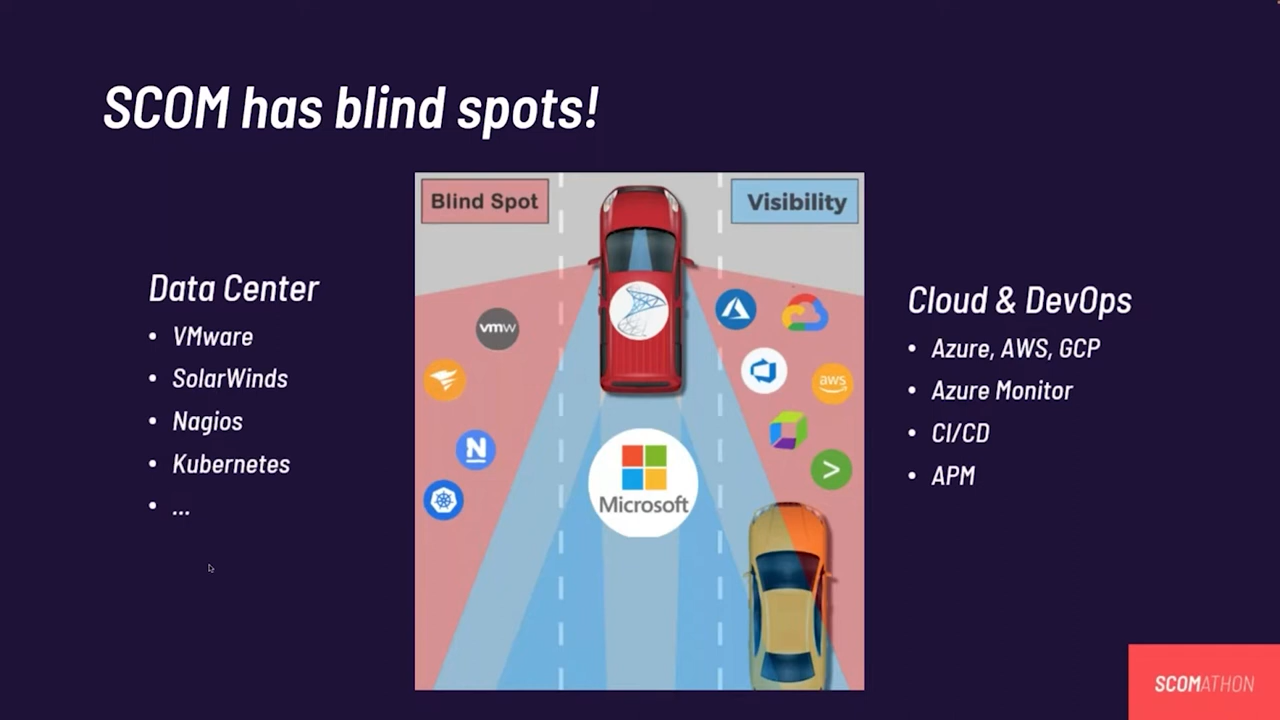 SCOM has blind spots!
Blind Spot
Visibility
Data Center
• VMware
• SolarWinds
• Nagios
• Kubernetes
• ...
vmw
N
aws
>
Microsoft
Cloud & DevOps
• Azure, AWS, GCP
• Azure Monitor
• CI/CD
• APM
SCOMATHON